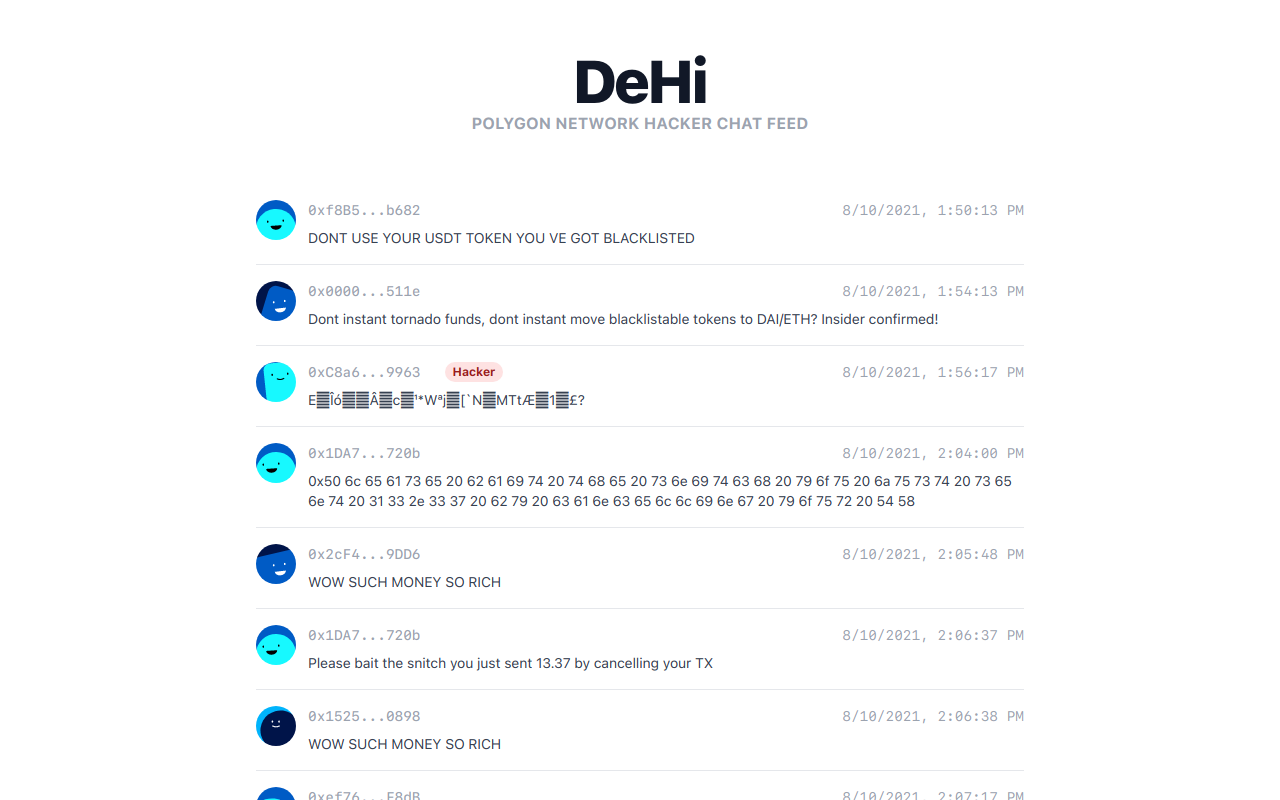 DeHi
POLYGON NETWORK HACKER CHAT FEED
0xf8B5...b682 8/10/2021, 1:50:13 PM
DONT USE YOUR USDT TOKEN YOU VE GOT BLACKLISTED
0x0000...511e 8/10/2021, 1:54:13 PM
Dont instant tornado funds, dont instant move blacklistable tokens to DAI/ETH? Insider confirmed!
0xC8a6...9963 Hacker 8/10/2021, 1:56:17 PM
E▒Îó▒▒Â▒c▒¹*Wªj▒[`N▒MTtÆ▒1▒£?
0x1DA7...720b 8/10/2021, 2:04:00 PM
0x50 6c 65 61 73 65 20 62 61 69 74 20 74 68 65 20 73 6e 69 74 63 68 20 79 6f 75 20 6a 75 73 74 20 73 65
6e 74 20 31 33 2e 33 37 20 62 79 20 63 61 6e 63 65 6c 6c 69 6e 67 20 79 6f 75 72 20 54 58
0x2cF4...9DD6 8/10/2021, 2:05:48 PM
WOW SUCH MONEY SO RICH
0x1DA7...720b 8/10/2021, 2:06:37 PM
Please bait the snitch you just sent 13.37 by cancelling your TX
0x1525...0898 8/10/2021, 2:06:38 PM
WOW SUCH MONEY SO RICH
0xef76...F8dB 8/10/2021, 2:07:17 PM